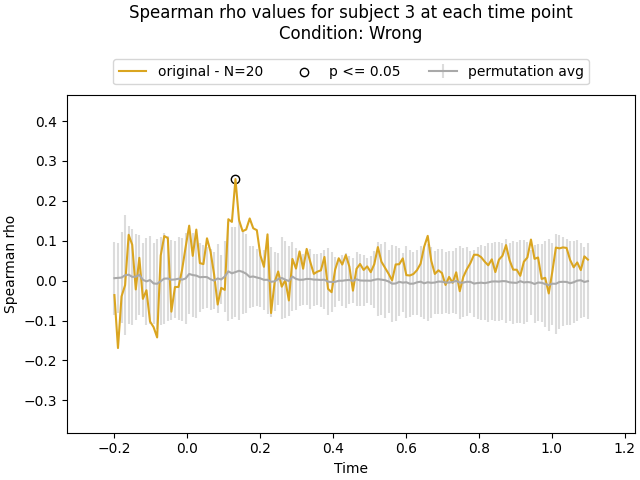 Spearman rho values for subject 3 at each time point
Condition: Wrong
original - N=20
p <= 0.05
permutation avg
0.4
0.3
0.2
0.1
0.0
−0.1
−0.2
−0.3
Spearman rho
−0.2
0.0
0.2
0.4
0.6
0.8
1.0
1.2
Time